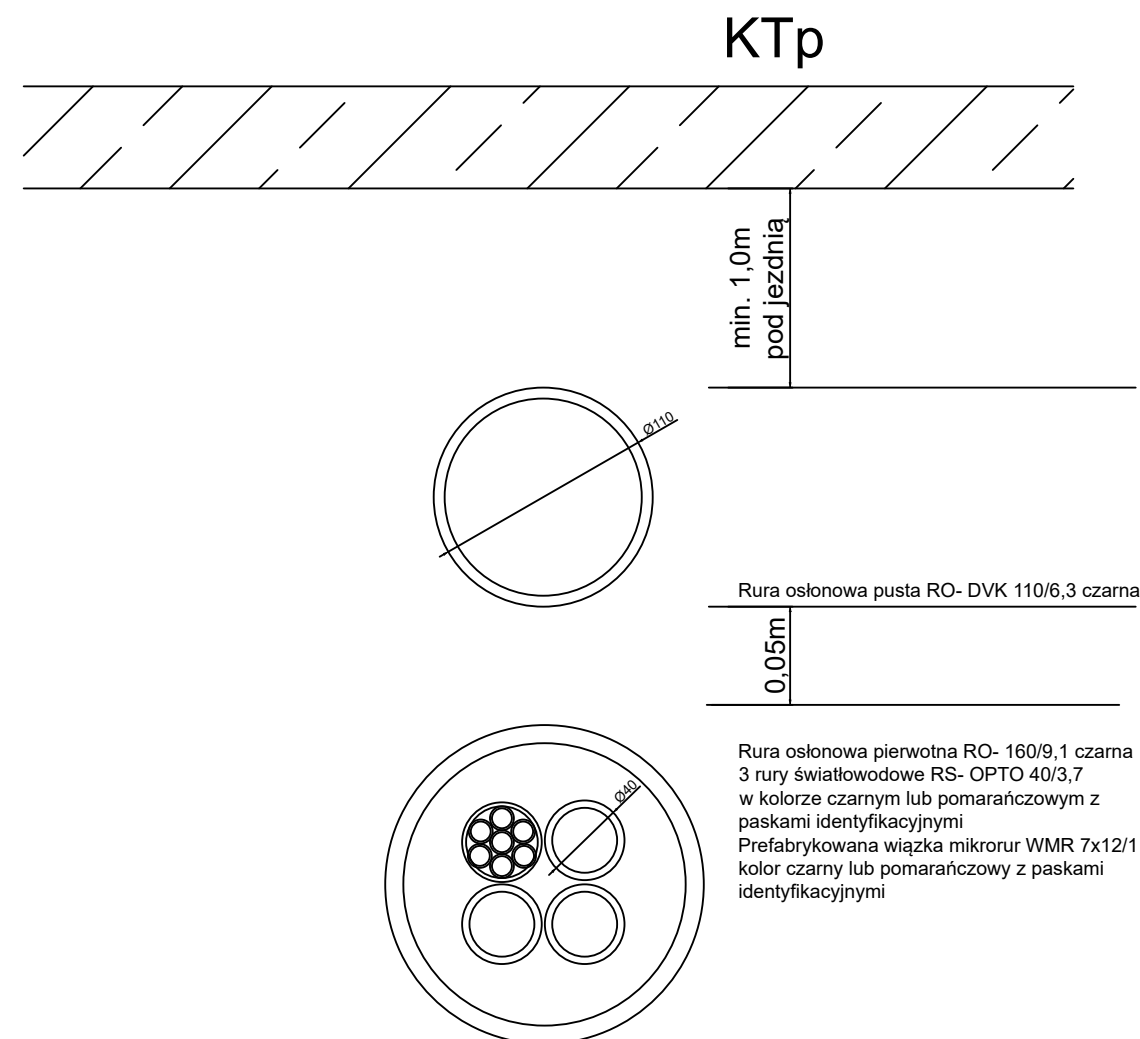 KTp
min. 1,0m
pod jezdnią
Ø110
Rura osłonowa pusta RO- DVK 110/6,3 czarna
0,05m
Rura osłonowa pierwotna RO- 160/9,1 czarna
3 rury światłowodowe RS- OPTO 40/3,7
w kolorze czarnym lub pomarańczowym z
paskami identyfikacyjnymi
Prefabrykowana wiązka mikrorur WMR 7x12/1
kolor czarny lub pomarańczowy z paskami
identyfikacyjnymi
Ø40